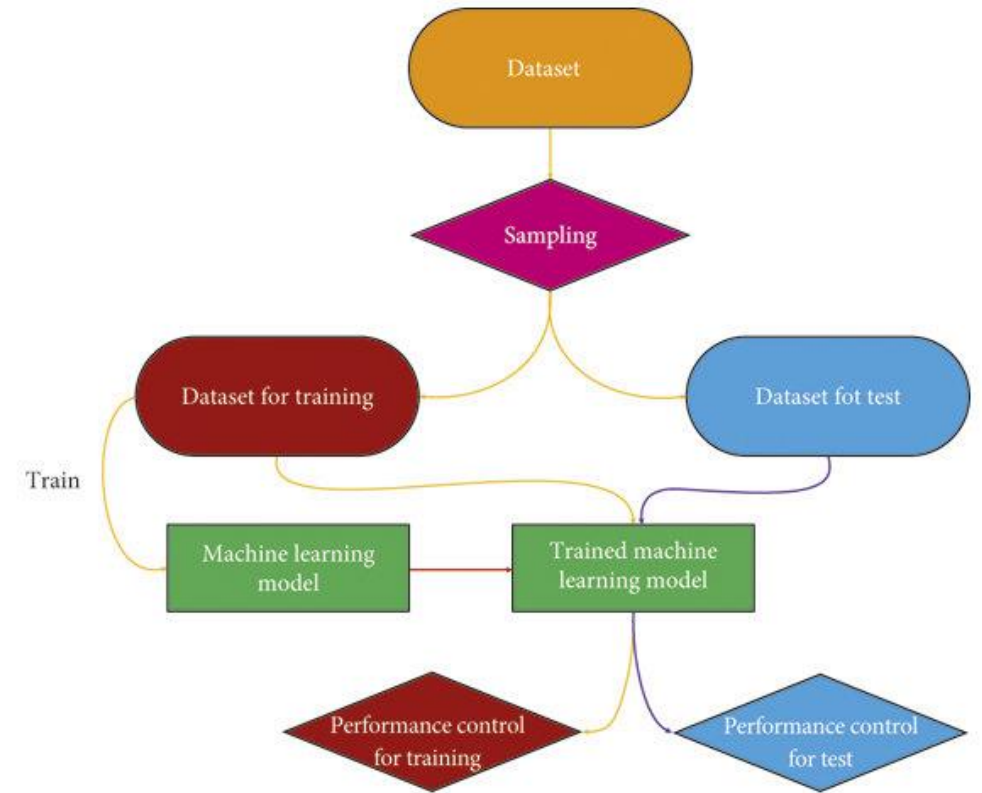 Dataset
Sampling
Dataset for training
Dataset fot test
Train
Machine learning
model
Trained machine
learning model
Performance control
for training
Performance control
for test